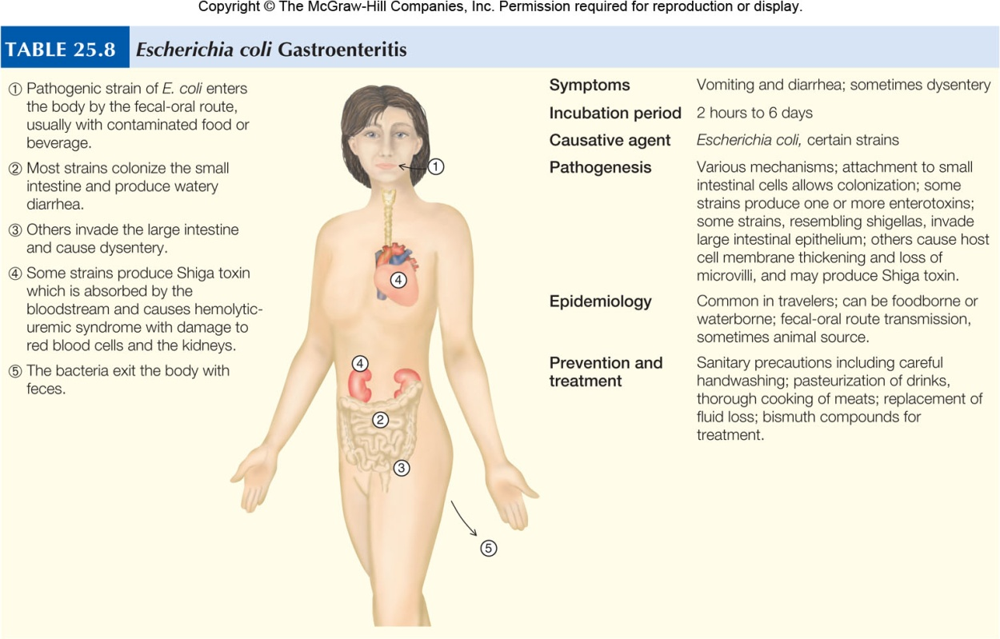 Copyright © The McGraw-Hill Companies, Inc. Permission required for reproduction or display.
TABLE 25.8 Escherichia coli Gastroenteritis
① Pathogenic strain of E. coli enters
the body by the fecal-oral route,
usually with contaminated food or
beverage.
② Most strains colonize the small
intestine and produce watery
diarrhea.
③ Others invade the large intestine
and cause dysentery.
④ Some strains produce Shiga toxin
which is absorbed by the
bloodstream and causes hemolytic-
uremic syndrome with damage to
red blood cells and the kidneys.
⑤ The bacteria exit the body with
feces.
①
④
④
②
③
⑤
Symptoms Vomiting and diarrhea; sometimes dysentery
Incubation period 2 hours to 6 days
Causative agent Escherichia coli, certain strains
Pathogenesis Various mechanisms; attachment to small
intestinal cells allows colonization; some
strains produce one or more enterotoxins;
some strains, resembling shigellas, invade
large intestinal epithelium; others cause host
cell membrane thickening and loss of
microvilli, and may produce Shiga toxin.
Epidemiology Common in travelers; can be foodborne or
waterborne; fecal-oral route transmission,
sometimes animal source.
Prevention and Sanitary precautions including careful
treatment handwashing; pasteurization of drinks,
thorough cooking of meats; replacement of
fluid loss; bismuth compounds for
treatment.